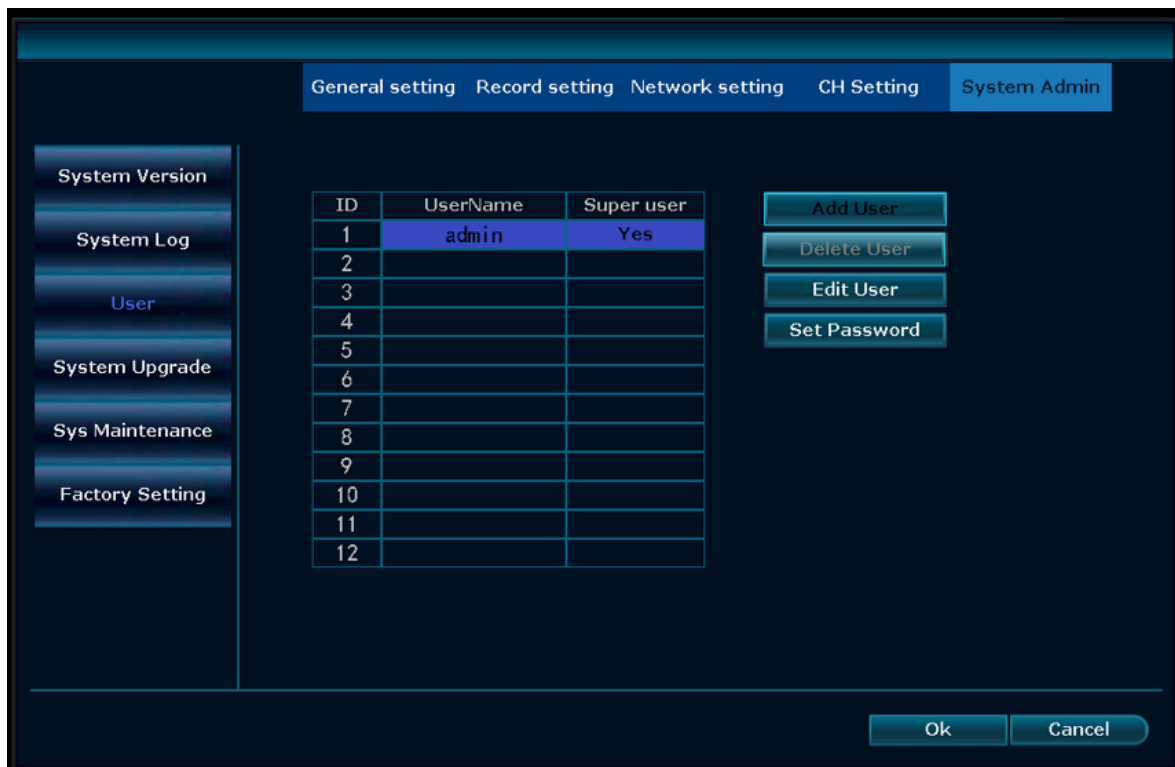 General setting Record setting Network setting CH Setting System Admin
System Version
System Log
User
System Upgrade
Sys Maintenance
Factory Setting
ID UserName Super user
1 admin Yes
2
3
4
5
6
7
8
9
10
11
12
Add User
Delete User
Edit User
Set Password
Ok Cancel